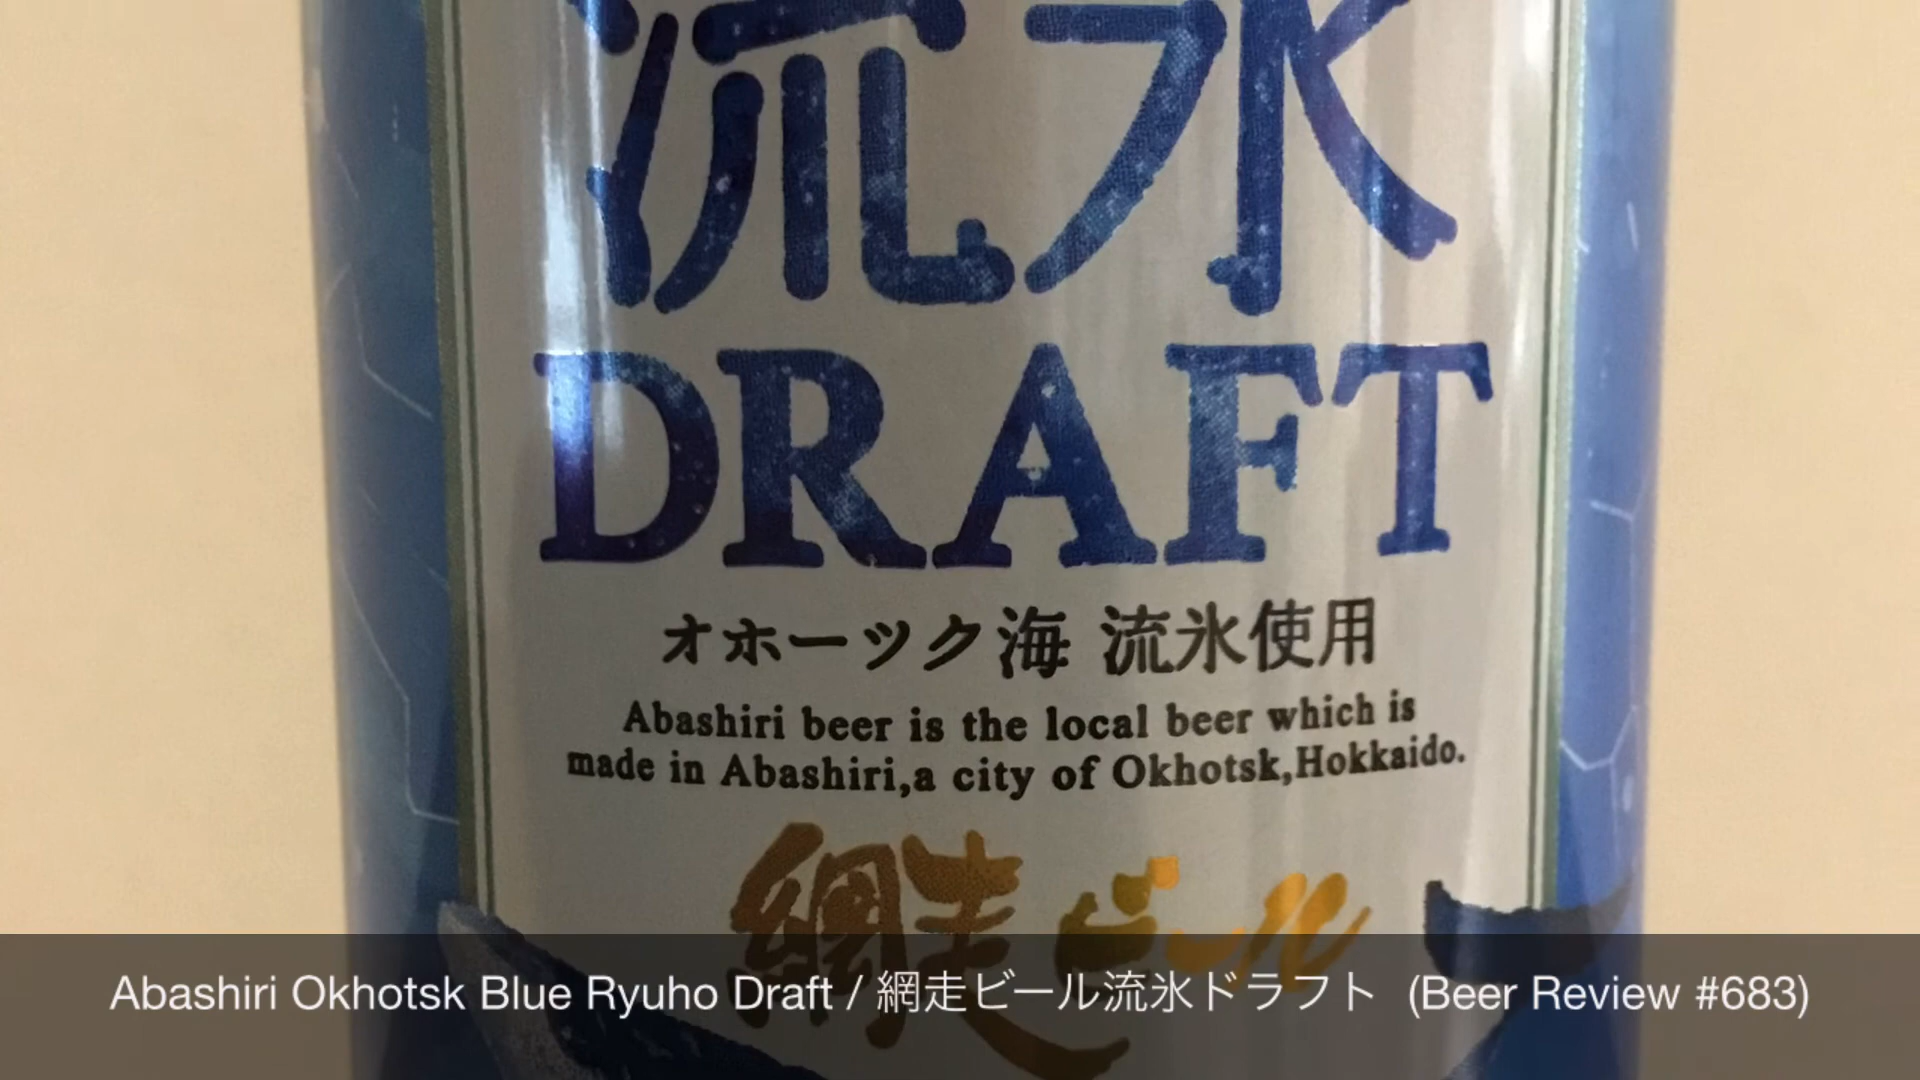 流氷
DRAFT
オホーツク海 流氷使用
Abashiri beer is the local beer which is
made in Abashiri,a city of Okhotsk,Hokkaido.
網走ビール
Abashiri Okhotsk Blue Ryuho Draft / 網走ビール流氷ドラフト (Beer Review #683)